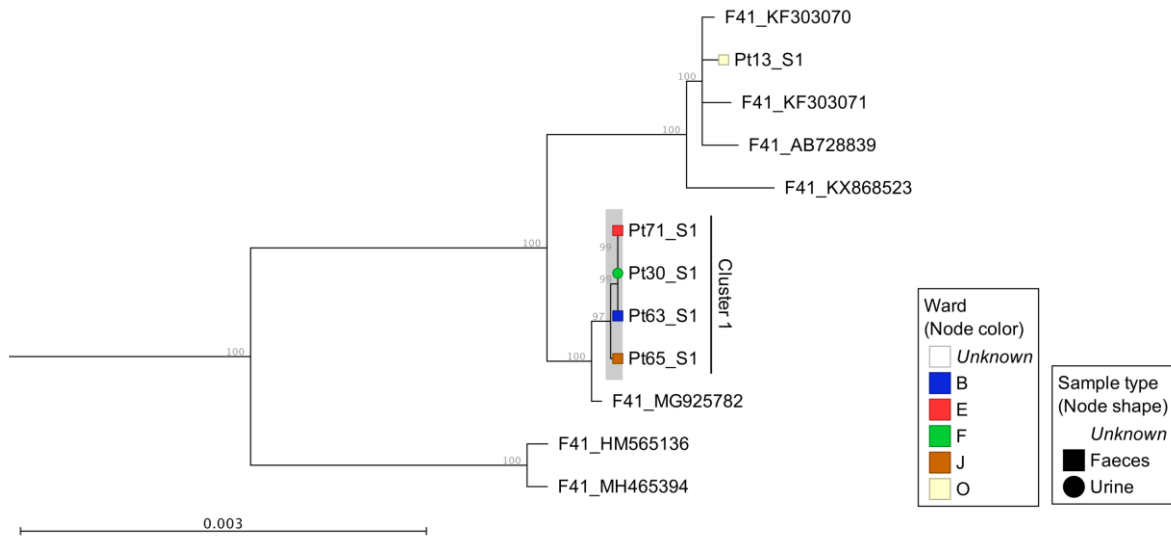 F41_KF303070
Pt13_S1
100
F41_KF303071
100
F41_AB728839
F41_KX868523
Pt71_S1
100
99
Pt30_S1
99
Cluster 1
Pt63_S1
97
Pt65_S1
100
100
F41_MG925782
F41_HM565136
100
F41_MH465394
0.003
Ward
(Node color)
Unknown
B
E
F
J
O
Sample type
(Node shape)
Unknown
Faeces
Urine